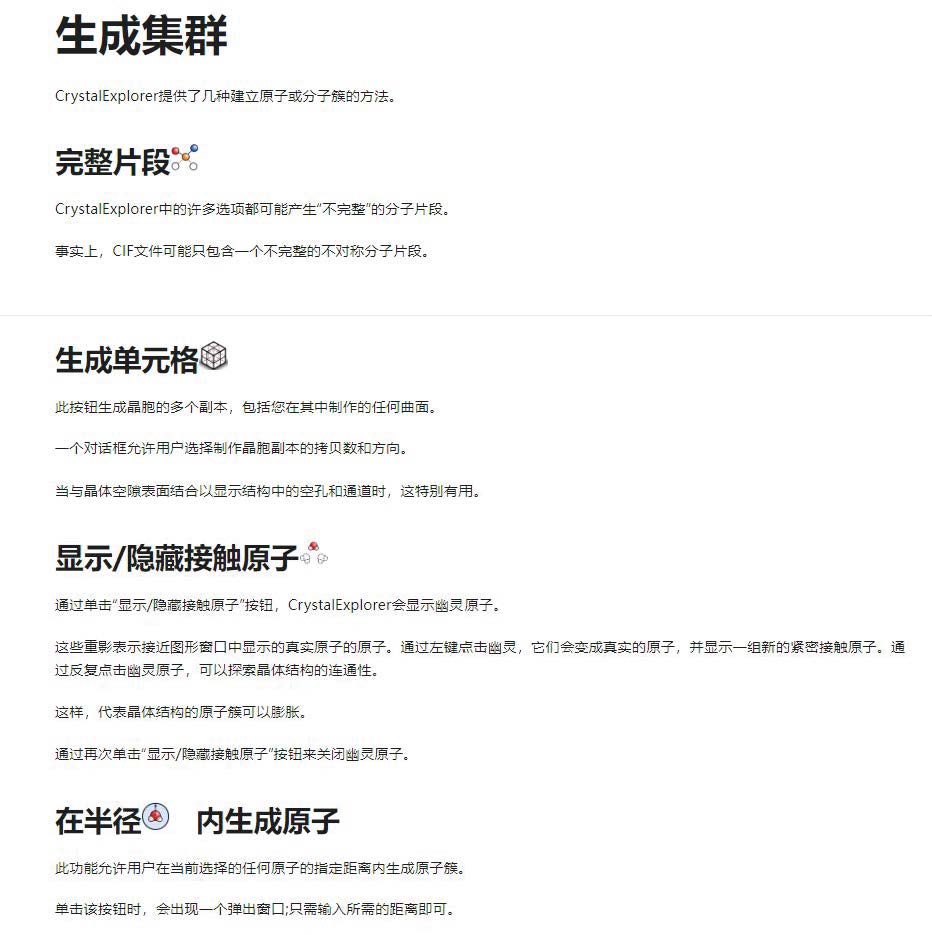 生成集群
CrystalExplorer提供了几种建立原子或分子簇的方法。
完整片段
CrystalExplorer中的许多选项都可能产生“不完整”的分子片段。
事实上，CIF文件可能只包含一个不完整的不对称分子片段。
生成单元格
此按钮生成晶胞的多个副本，包括您在其中制作的任何曲面。
一个对话框允许用户选择制作晶胞副本的拷贝数和方向。
当与晶体空隙表面结合以显示结构中的空孔和通道时，这特别有用。
显示/隐藏接触原子
通过单击“显示/隐藏接触原子”按钮，CrystalExplorer会显示幽灵原子。
这些重影表示接近图形窗口中显示的真实原子的原子。通过左键点击幽灵，它们会变成真实的原子，并显示一组新的紧密接触原子。通
过反复点击幽灵原子，可以探索晶体结构的连通性。
这样，代表晶体结构的原子簇可以膨胀。
通过再次单击“显示/隐藏接触原子”按钮来关闭幽灵原子。
在半径 内生成原子
此功能允许用户在当前选择的任何原子的指定距离内生成原子簇。
单击该按钮时，会出现一个弹出窗口;只需输入所需的距离即可。